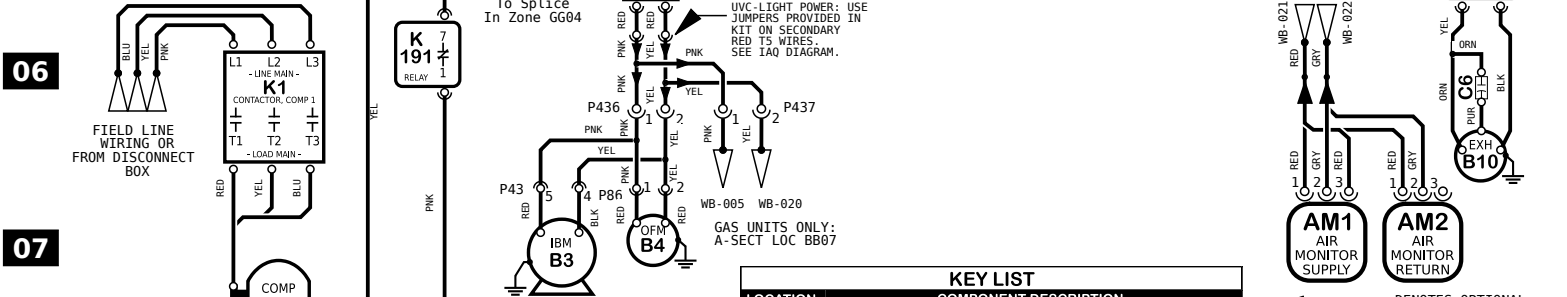 06
07
BLU
YEL
PNK
L1 L2 L3
- LINE MAIN -
K1
CONTACTOR, COMP 1
T1 T2 T3
- LOAD MAIN -
FIELD LINE
WIRING OR
FROM DISCONNECT
BOX
RED
YEL
BLU
COMP
YEL
K
191
7
1
RELAY
PNK
To Splice
In Zone GG04
RED
RED
UVC-LIGHT POWER: USE
JUMPERS PROVIDED IN
KIT ON SECONDARY
RED T5 WIRES.
SEE IAQ DIAGRAM.
PNK
YEL
PNK
PNK
YEL
YEL
P436
1
2
1
2
P437
PNK
YEL
PNK
YEL
PNK
YEL
PNK
YEL
P43
5
4
P86
1
2
RED
BLK
RED
RED
IBM
B3
OFM
B4
WB-005 WB-020
GAS UNITS ONLY:
A-SECT LOC BB07
KEY LIST
LOCATION COMPONENT DESCRIPTION
WB-021
WB-022
RED
GRY
RED
GRY
RED
RED
GRY
1 2 3
1 2 3
AM1
AIR
MONITOR
SUPPLY
AM2
AIR
MONITOR
RETURN
YEL
ORN
ORN
C6
BLK
PUR
EXH
B10
DENOTES OPTIONAL